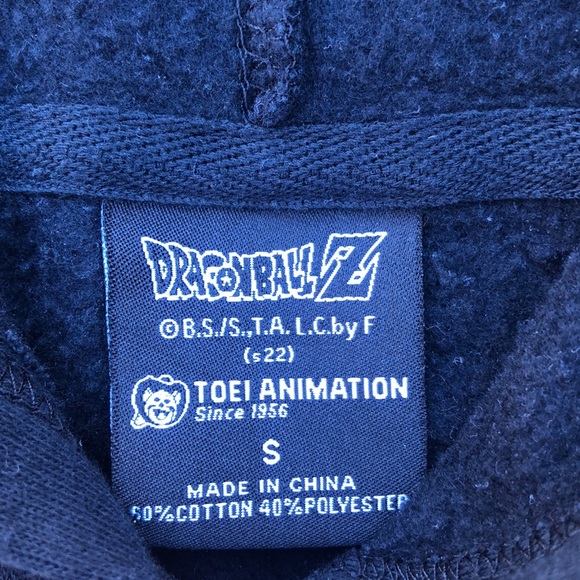 DRAGONBALL Z
©B.S./S.,T.A. L.C.by F
(s22)
TOEI ANIMATION
Since 1956
S
MADE IN CHINA
60%COTTON 40%POLYESTER